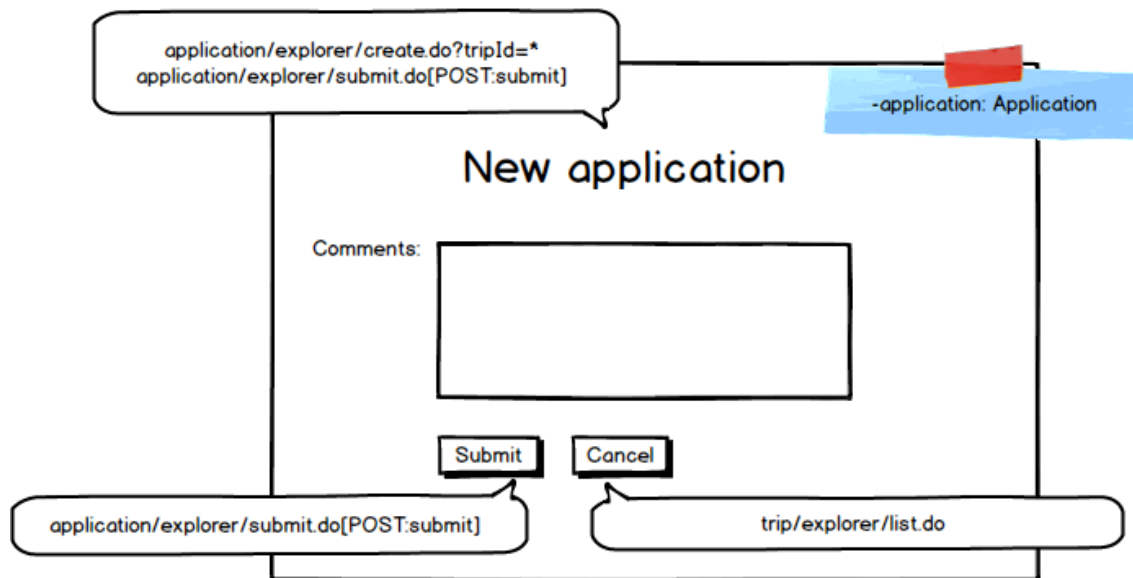 application/explorer/create.do?tripId=*
application/explorer/submit.do[POST:submit]
-application: Application
New application
Comments:
Submit
Cancel
application/explorer/submit.do[POST:submit]
trip/explorer/list.do